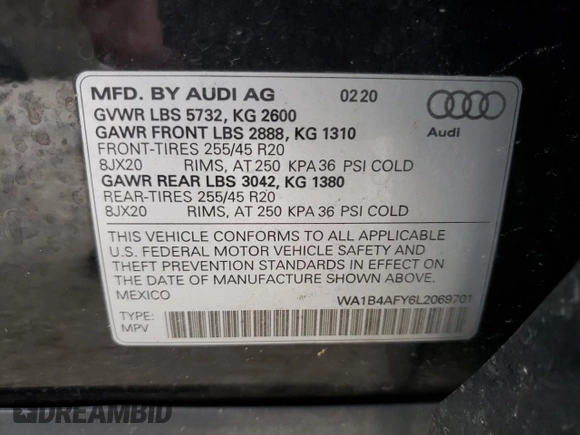 MFD. BY AUDI AG 02 20
GVWR LBS 5732, KG 2600
GAWR FRONT LBS 2888, KG 1310
FRONT-TIRES 255/45 R20
8JX20 RIMS, AT 250 KPA 36 PSI COLD
GAWR REAR LBS 3042, KG 1380
REAR-TIRES 255/45 R20
8JX20 RIMS, AT 250 KPA 36 PSI COLD
Audi
THIS VEHICLE CONFORMS TO ALL APPLICABLE
U.S. FEDERAL MOTOR VEHICLE SAFETY AND
THEFT PREVENTION STANDARDS IN EFFECT ON
THE DATE OF MANUFACTURE SHOWN ABOVE.
MEXICO WA1B4AFY6L2069701
TYPE:
MPV
DREAMBID
dreambid.com